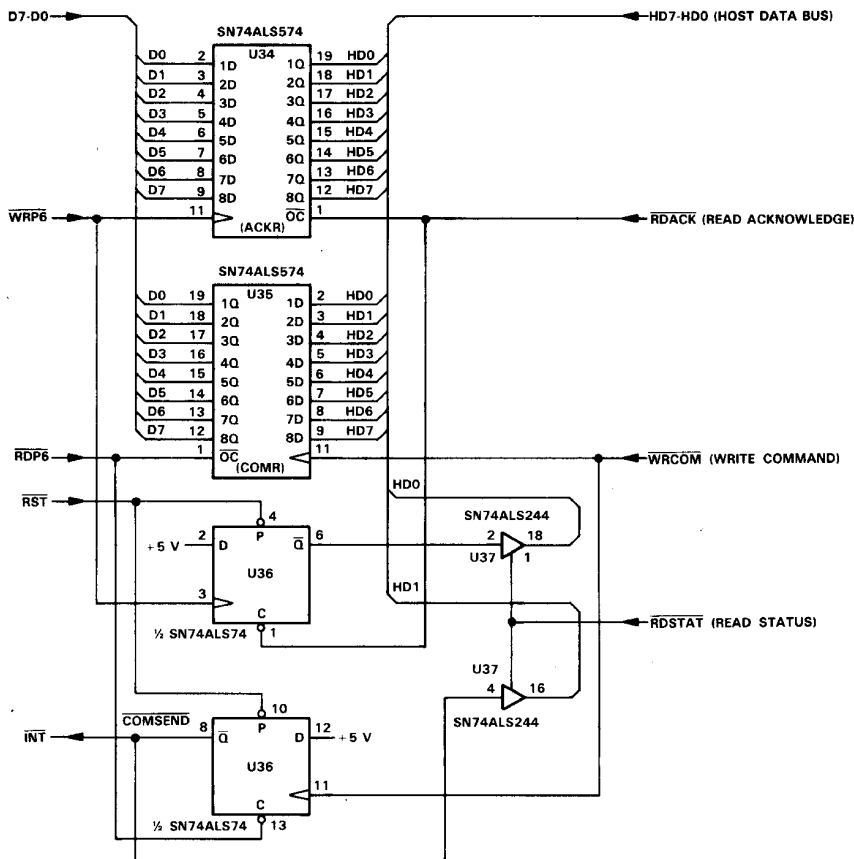 D7-D0
SN74ALS574
HD7-HD0 (HOST DATA BUS)
U34
D0 2 1D 1Q 19 HD0
D1 3 2D 2Q 18 HD1
D2 4 3D 3Q 17 HD2
D3 5 4D 4Q 16 HD3
D4 6 5D 5Q 15 HD4
D5 7 6D 6Q 14 HD5
D6 8 7D 7Q 13 HD6
D7 9 8D 8Q 12 HD7
WRP6 11 OC 1 RDACK (READ ACKNOWLEDGE)
(ACKR)
SN74ALS574
U35
D0 19 1Q 1D 2 HD0
D1 18 2Q 2D 3 HD1
D2 17 3Q 3D 4 HD2
D3 16 4Q 4D 5 HD3
D4 15 5Q 5D 6 HD4
D5 14 6Q 6D 7 HD5
D6 13 7Q 7D 8 HD6
D7 12 8Q 8D 9 HD7
RDP6 1 OC 11 WRCOM (WRITE COMMAND)
(COMR)
HD0
RST
4
SN74ALS244
+5 V 2 D P Q 6 2 18
U37 1
U36
3
HD1
C
½ SN74ALS74 1
RDSTAT (READ STATUS)
U37
4 16
10
SN74ALS244
INT COMSEND 8 Q P D 12 +5 V
U36
11
C
½ SN74ALS74 13